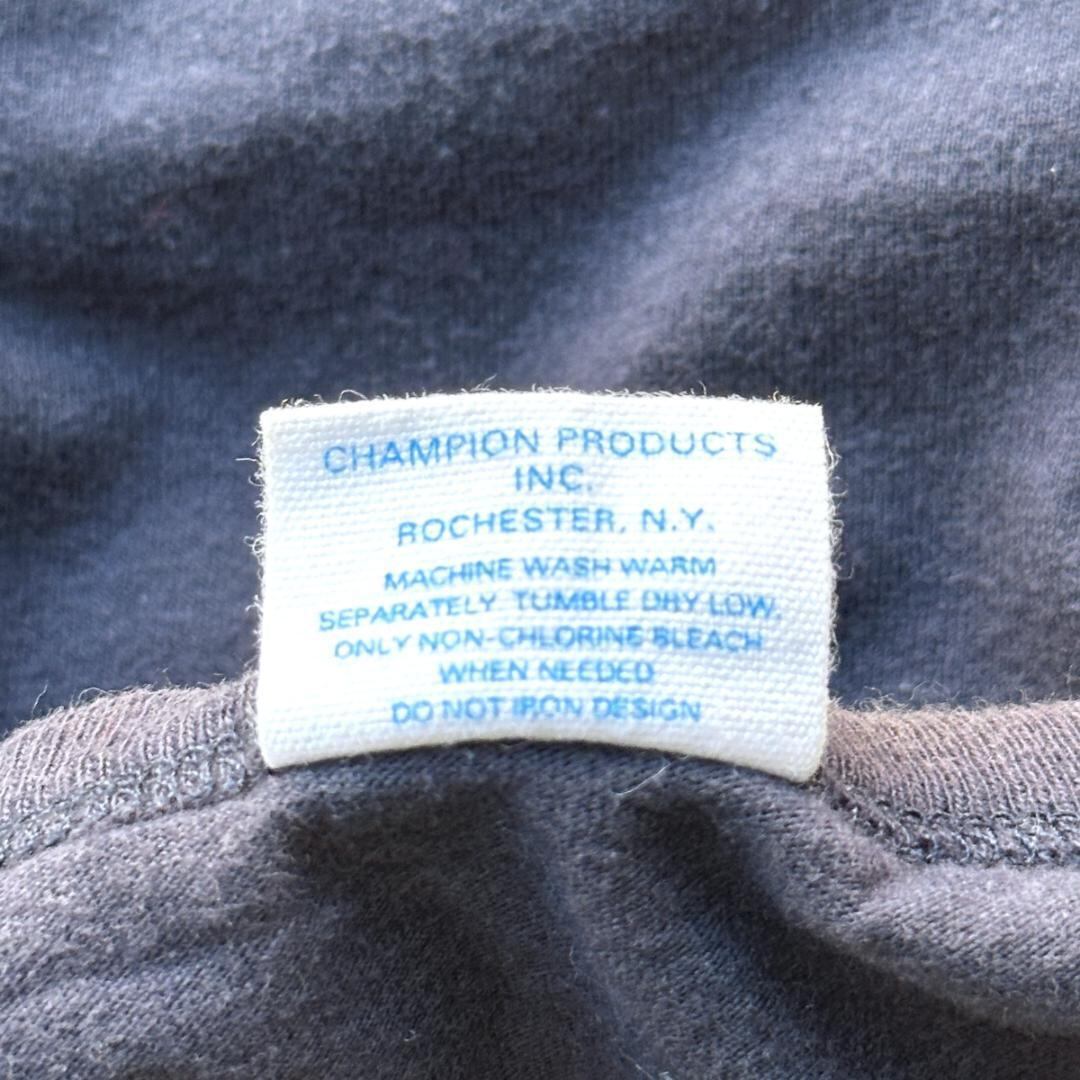 CHAMPION PRODUCTS
INC.
ROCHESTER, N.Y.
MACHINE WASH WARM
SEPARATELY TUMBLE DRY LOW.
ONLY NON-CHLORINE BLEACH
WHEN NEEDED
DO NOT IRON DESIGN